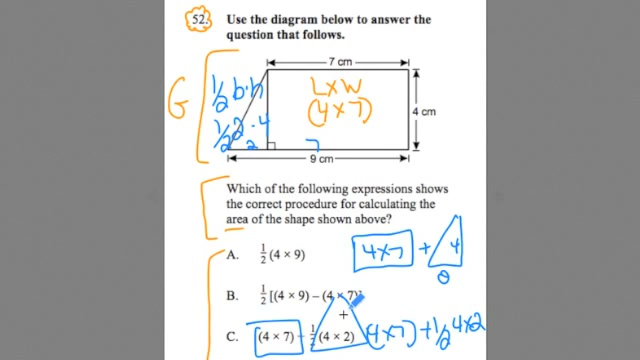 52. Use the diagram below to answer the
question that follows.
7 cm
G
1/2 b·h
L×W
(4×7)
4 cm
1/2 2·4
2
7
9 cm
Which of the following expressions shows
the correct procedure for calculating the
area of the shape shown above?
A. 1/2 (4 × 9)
4×7 + 4
B. 1/2 [(4 × 9) – (4 × 7)]
+
C. (4 × 7) 1/2 (4 × 2) (4×7) + 1/2 4×2